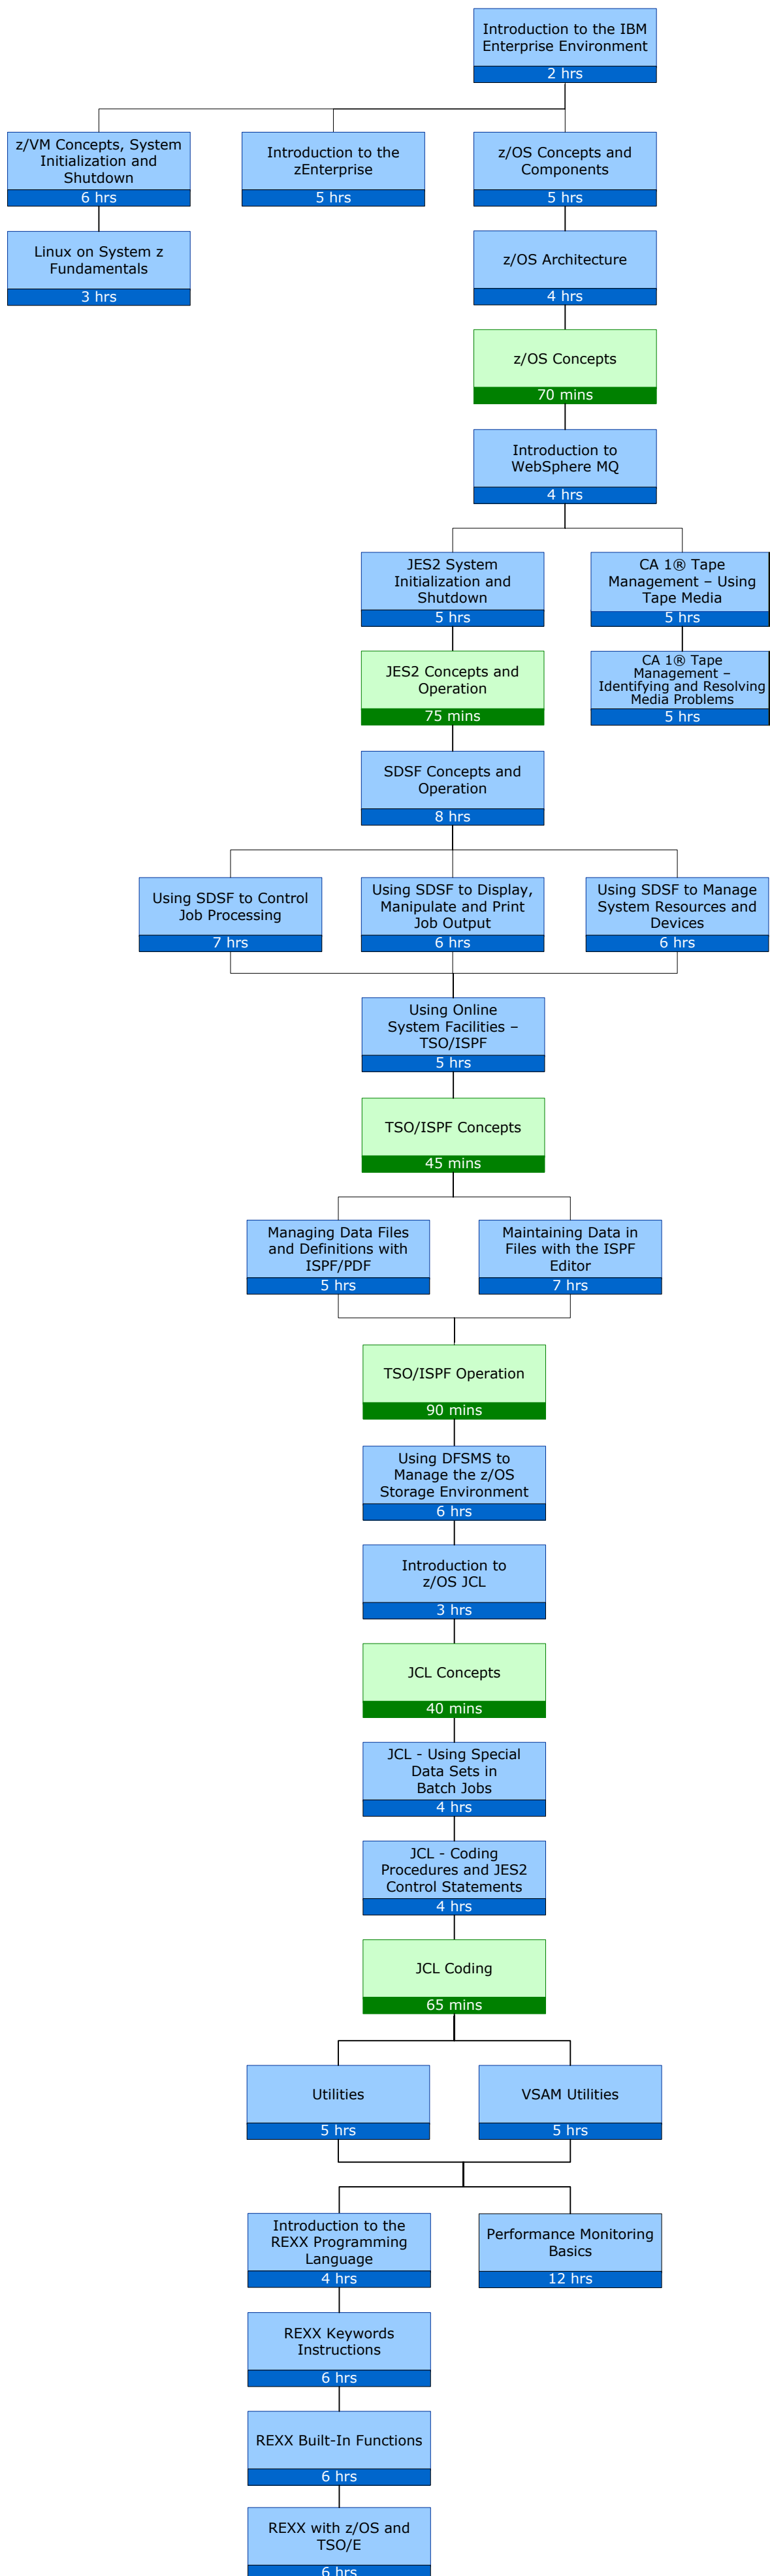 Introduction to the IBM
Enterprise Environment
2 hrs
z/VM Concepts, System
Initialization and
Shutdown
6 hrs
Introduction to the
zEnterprise
5 hrs
z/OS Concepts and
Components
5 hrs
Linux on System z
Fundamentals
3 hrs
z/OS Architecture
4 hrs
z/OS Concepts
70 mins
Introduction to
WebSphere MQ
4 hrs
JES2 System
Initialization and
Shutdown
5 hrs
CA 1® Tape
Management – Using
Tape Media
5 hrs
JES2 Concepts and
Operation
75 mins
CA 1® Tape
Management –
Identifying and Resolving
Media Problems
5 hrs
SDSF Concepts and
Operation
8 hrs
Using SDSF to Control
Job Processing
7 hrs
Using SDSF to Display,
Manipulate and Print
Job Output
6 hrs
Using SDSF to Manage
System Resources and
Devices
6 hrs
Using Online
System Facilities –
TSO/ISPF
5 hrs
TSO/ISPF Concepts
45 mins
Managing Data Files
and Definitions with
ISPF/PDF
5 hrs
Maintaining Data in
Files with the ISPF
Editor
7 hrs
TSO/ISPF Operation
90 mins
Using DFSMS to
Manage the z/OS
Storage Environment
6 hrs
Introduction to
z/OS JCL
3 hrs
JCL Concepts
40 mins
JCL - Using Special
Data Sets in
Batch Jobs
4 hrs
JCL - Coding
Procedures and JES2
Control Statements
4 hrs
JCL Coding
65 mins
Utilities
5 hrs
VSAM Utilities
5 hrs
Introduction to the
REXX Programming
Language
4 hrs
Performance Monitoring
Basics
12 hrs
REXX Keywords
Instructions
6 hrs
REXX Built-In Functions
6 hrs
REXX with z/OS and
TSO/E
6 hrs